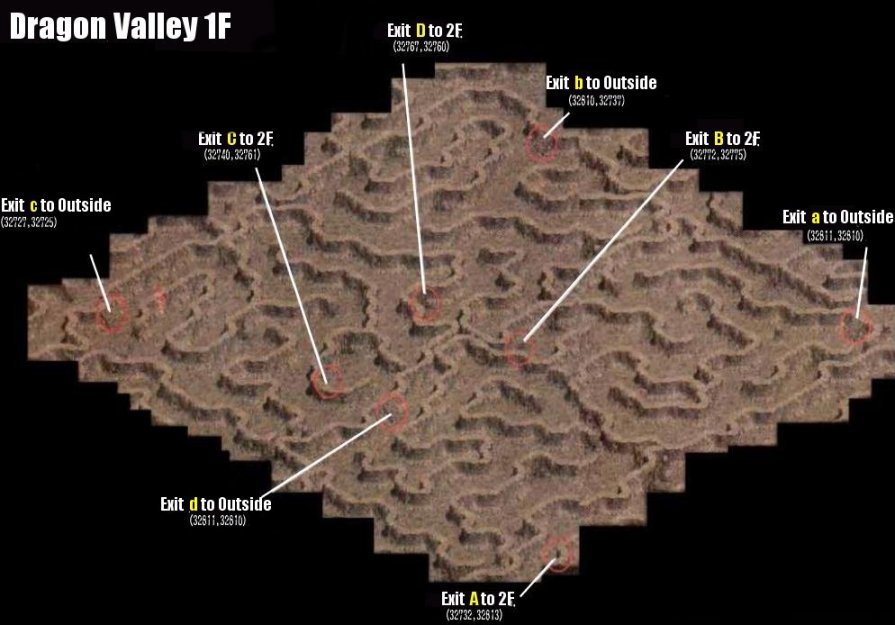 Dragon Valley 1F
Exit D to 2F.
(32767,32760)
Exit b to Outside
(32610,32737)
Exit C to 2F.
(32740,32761)
Exit B to 2F.
(32772,32775)
Exit c to Outside
(32727,32725)
Exit a to Outside
(32611,32610)
Exit d to Outside
(32611,32610)
Exit A to 2F.
(32732,32613)